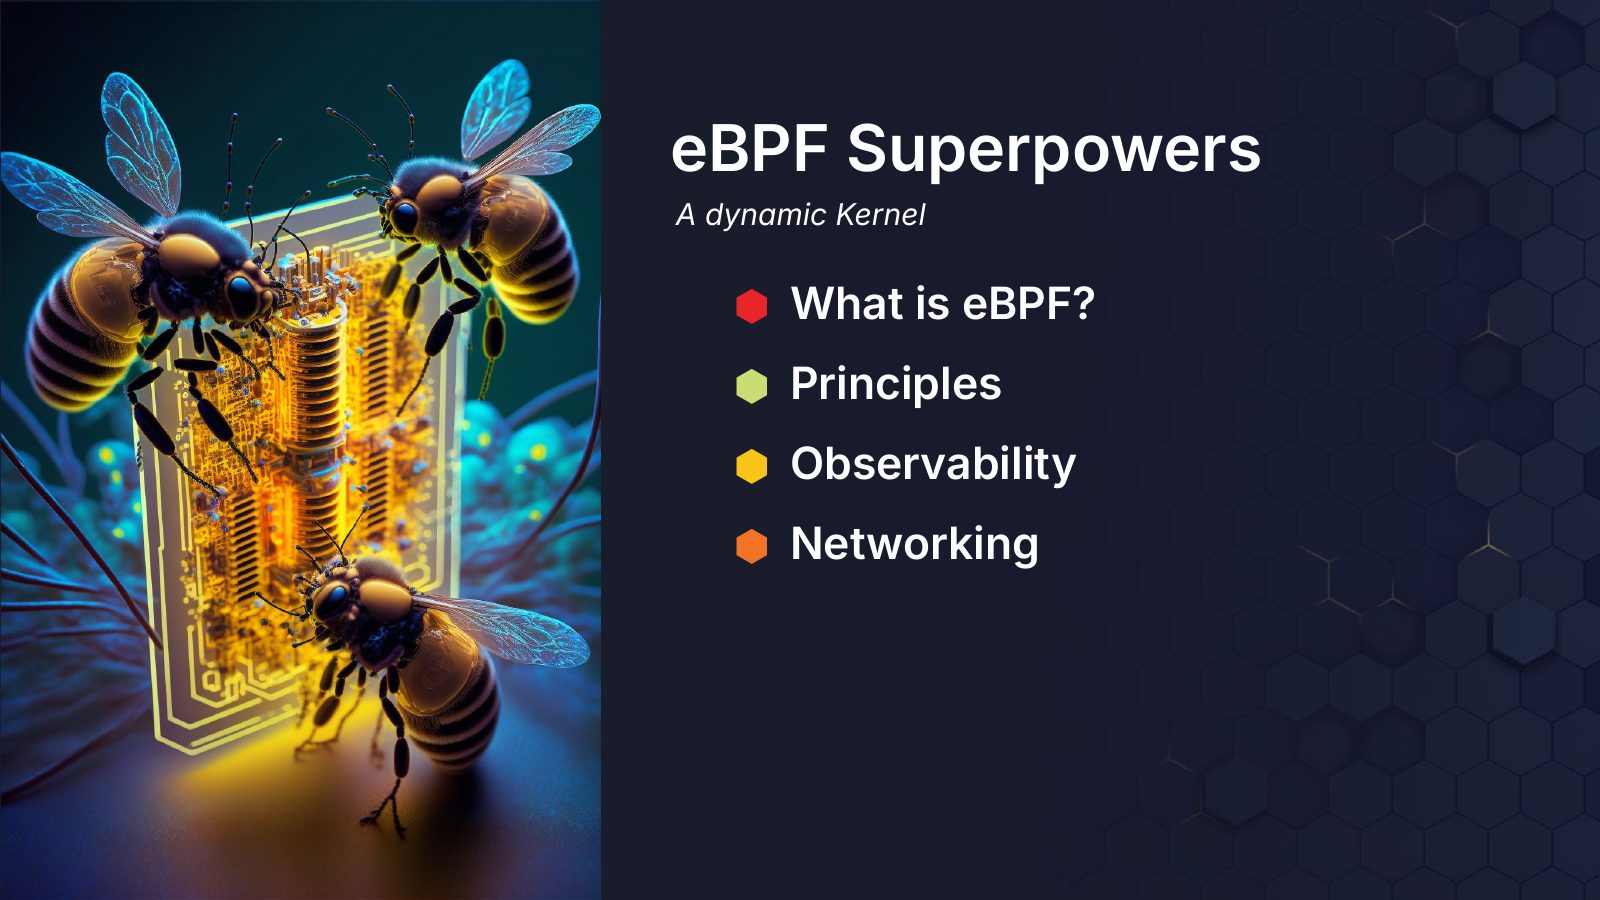 eBPF Superpowers
A dynamic Kernel
What is eBPF?
Principles
Observability
Networking